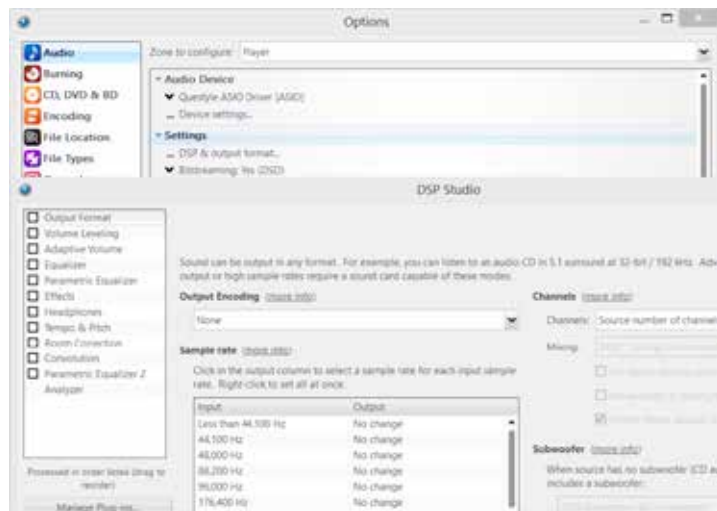 Options
Audio
Burning
CD, DVD & BD
Encoding
File Location
File Types
Zone to configure: Player
Audio Device
Questyle ASIO Driver [ASIO]
Device settings...
Settings
DSP & output format...
Bitstreaming: Yes (DSD)
DSP Studio
Output Format
Volume Leveling
Adaptive Volume
Equalizer
Parametric Equalizer
Effects
Headphones
Tempo & Pitch
Room Correction
Convolution
Parametric Equalizer 2
Analyzer
Processed in order listed (drag to
reorder)
Manage Plug-ins...
Sound can be output in any format. For example, you can listen to an audio CD in 5.1 surround at 32-bit / 192 kHz. Adv
output or high sample rates require a sound card capable of these modes.
Output Encoding (more info)
None
Sample rate (more info)
Click in the output column to select a sample rate for each input sample
rate. Right-click to set all at once.
Input Output
Less than 44,100 Hz No change
44,100 Hz No change
48,000 Hz No change
88,200 Hz No change
96,000 Hz No change
176,400 Hz No change
Channels (more info)
Channels: Source number of channel
Mixing:
Subwoofer (more info)
When source has no subwoofer (CD au
includes a subwoofer: